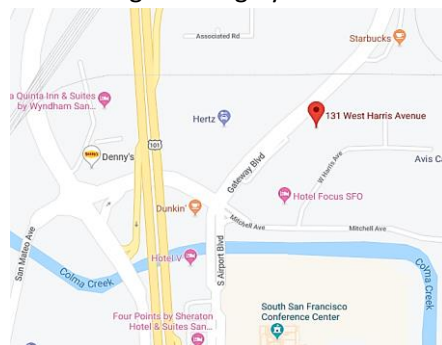 Associated Rd
Starbucks
a Quinta Inn & Suites
by Wyndham San...
Hertz
131 West Harris Avenue
101
Denny's
Gateway Blvd
W Harris Ave
Avis Ca
Hotel Focus SFO
Dunkin'
Mitchell Ave
Mitchell Ave
San Mateo Ave
Colma Creek
Hotel V
S Airport Blvd
Colma Creek
South San Francisco
Conference Center
Four Points by Sheraton
Hotel & Suites San...